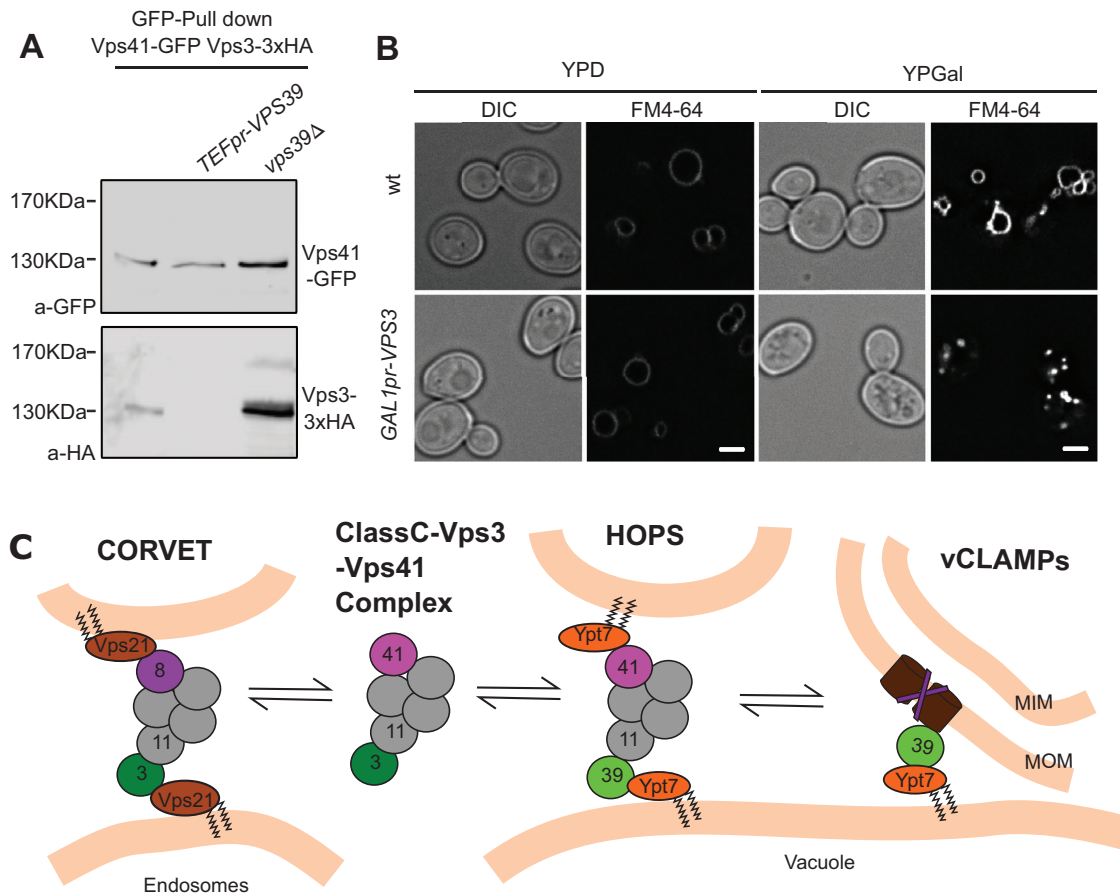 A
GFP-Pull down
Vps41-GFP Vps3-3xHA
TEFpr-VPS39
vps39Δ
170KDa
130KDa
Vps41
-GFP
a-GFP
170KDa
130KDa
Vps3-
3xHA
a-HA
B
YPD
YPGal
DIC
FM4-64
DIC
FM4-64
wt
GAL1pr-VPS3
C
CORVET
ClassC-Vps3
-Vps41
Complex
HOPS
vCLAMPs
Vps21
8
11
3
Vps21
Endosomes
41
11
3
Ypt7
41
11
39
Ypt7
Vacuole
MIM
MOM
39
Ypt7